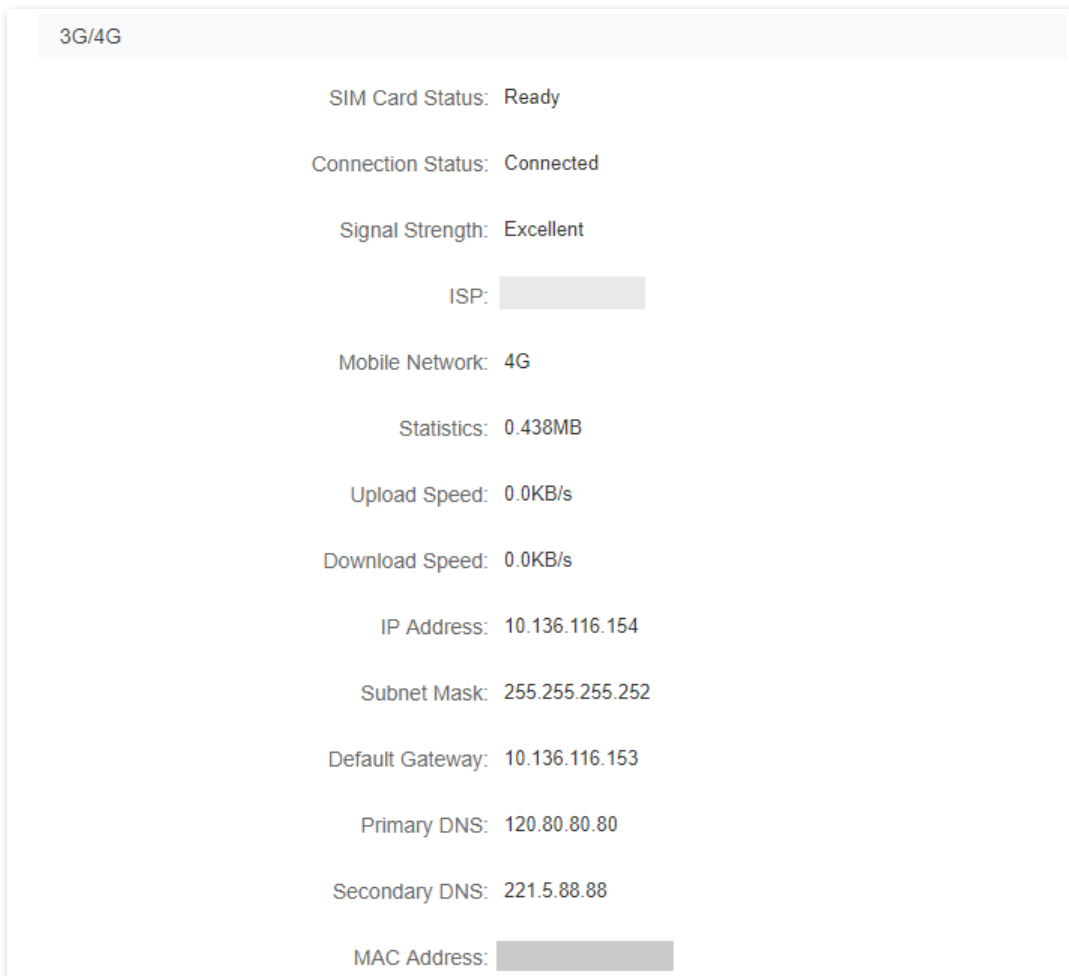 3G/4G
SIM Card Status: Ready
Connection Status: Connected
Signal Strength: Excellent
ISP:
Mobile Network: 4G
Statistics: 0.438MB
Upload Speed: 0.0KB/s
Download Speed: 0.0KB/s
IP Address: 10.136.116.154
Subnet Mask: 255.255.255.252
Default Gateway: 10.136.116.153
Primary DNS: 120.80.80.80
Secondary DNS: 221.5.88.88
MAC Address: